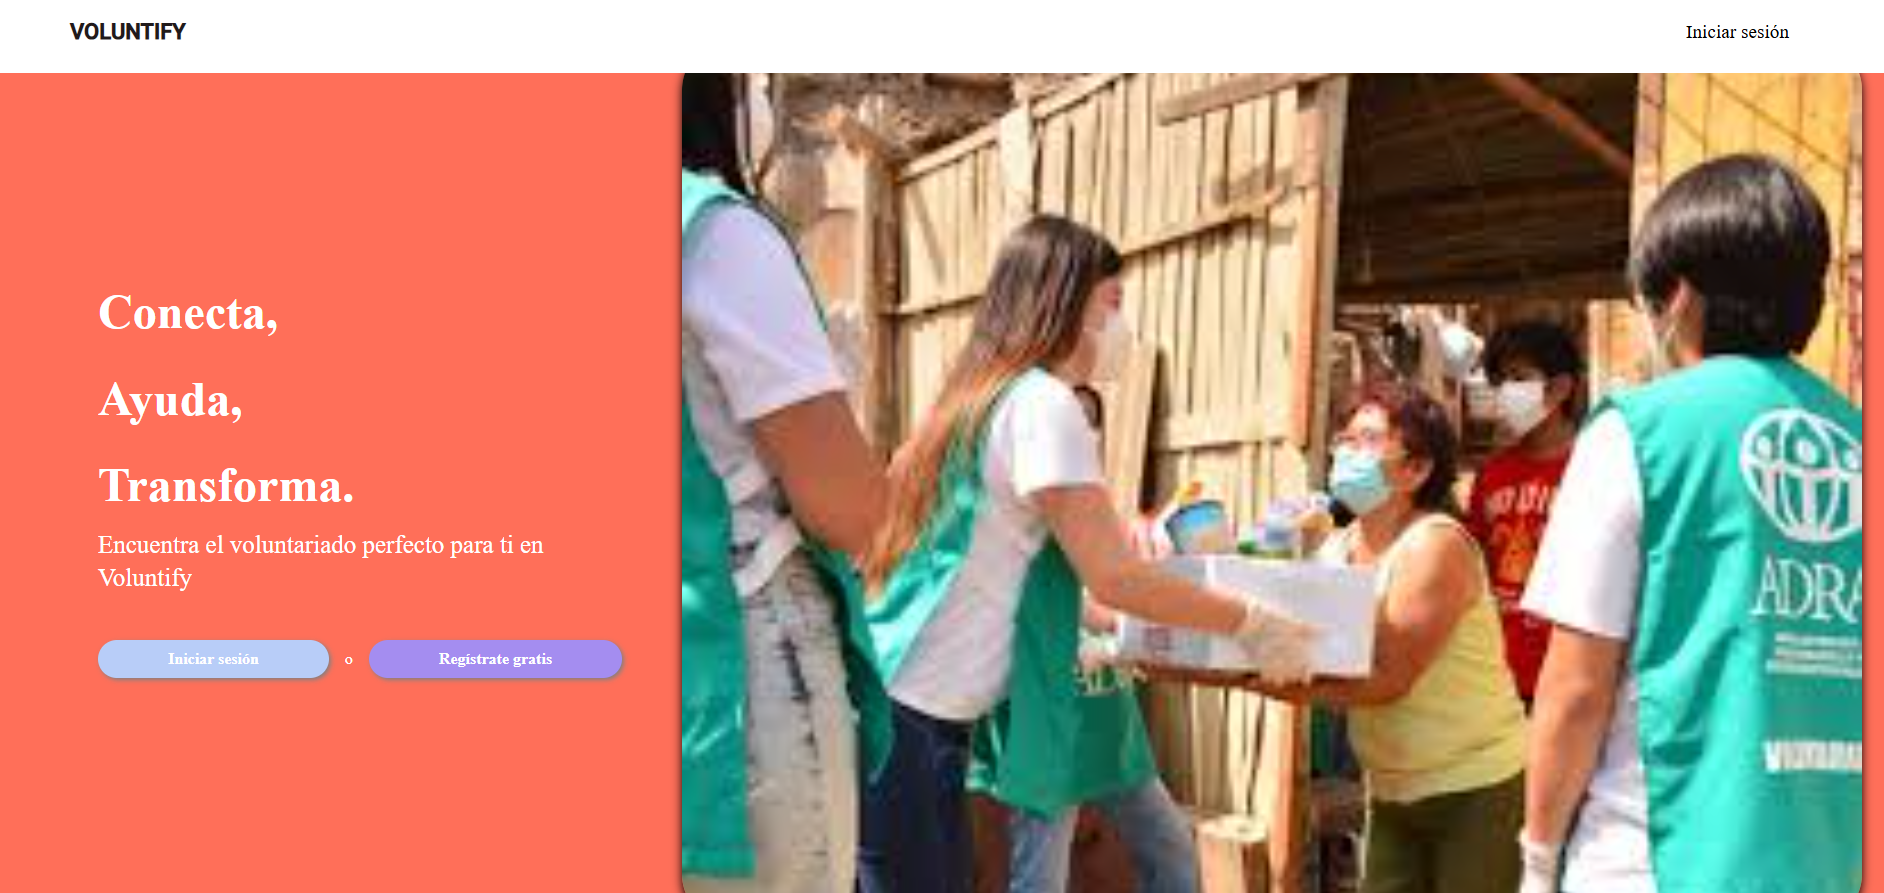 VOLUNTIFY
Iniciar sesión
Conecta,
Ayuda,
Transforma.
Encuentra el voluntariado perfecto para ti en
Voluntify
Iniciar sesión
o
Regístrate gratis
ADRA